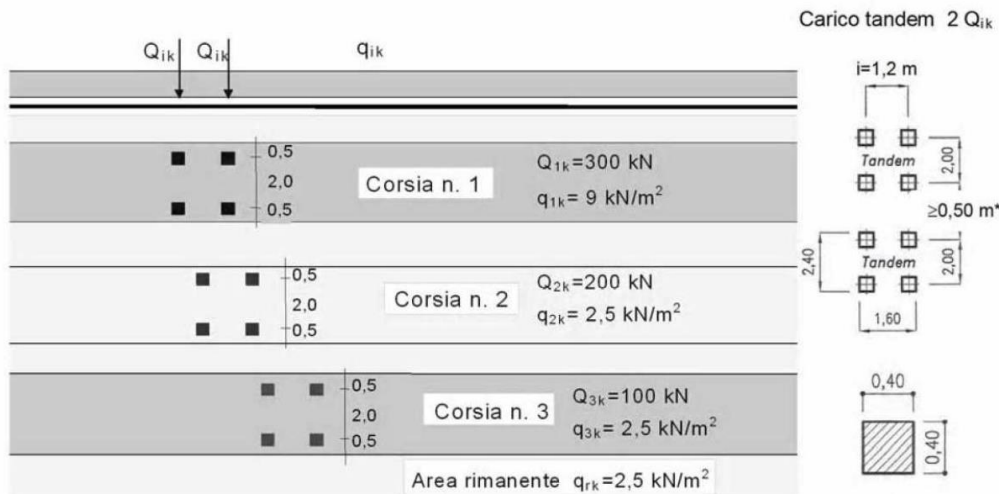 Carico tandem 2 Qik
Qik Qik qik
i=1,2 m
0,5
2,0
0,5
Corsia n. 1
Q1k=300 kN
q1k= 9 kN/m²
Tandem
2,00
≥0,50 m*
0,5
2,0
0,5
Corsia n. 2
Q2k=200 kN
q2k= 2,5 kN/m²
2,40
Tandem
2,00
1,60
0,5
2,0
0,5
Corsia n. 3
Q3k=100 kN
q3k= 2,5 kN/m²
0,40
0,40
Area rimanente qrk=2,5 kN/m²